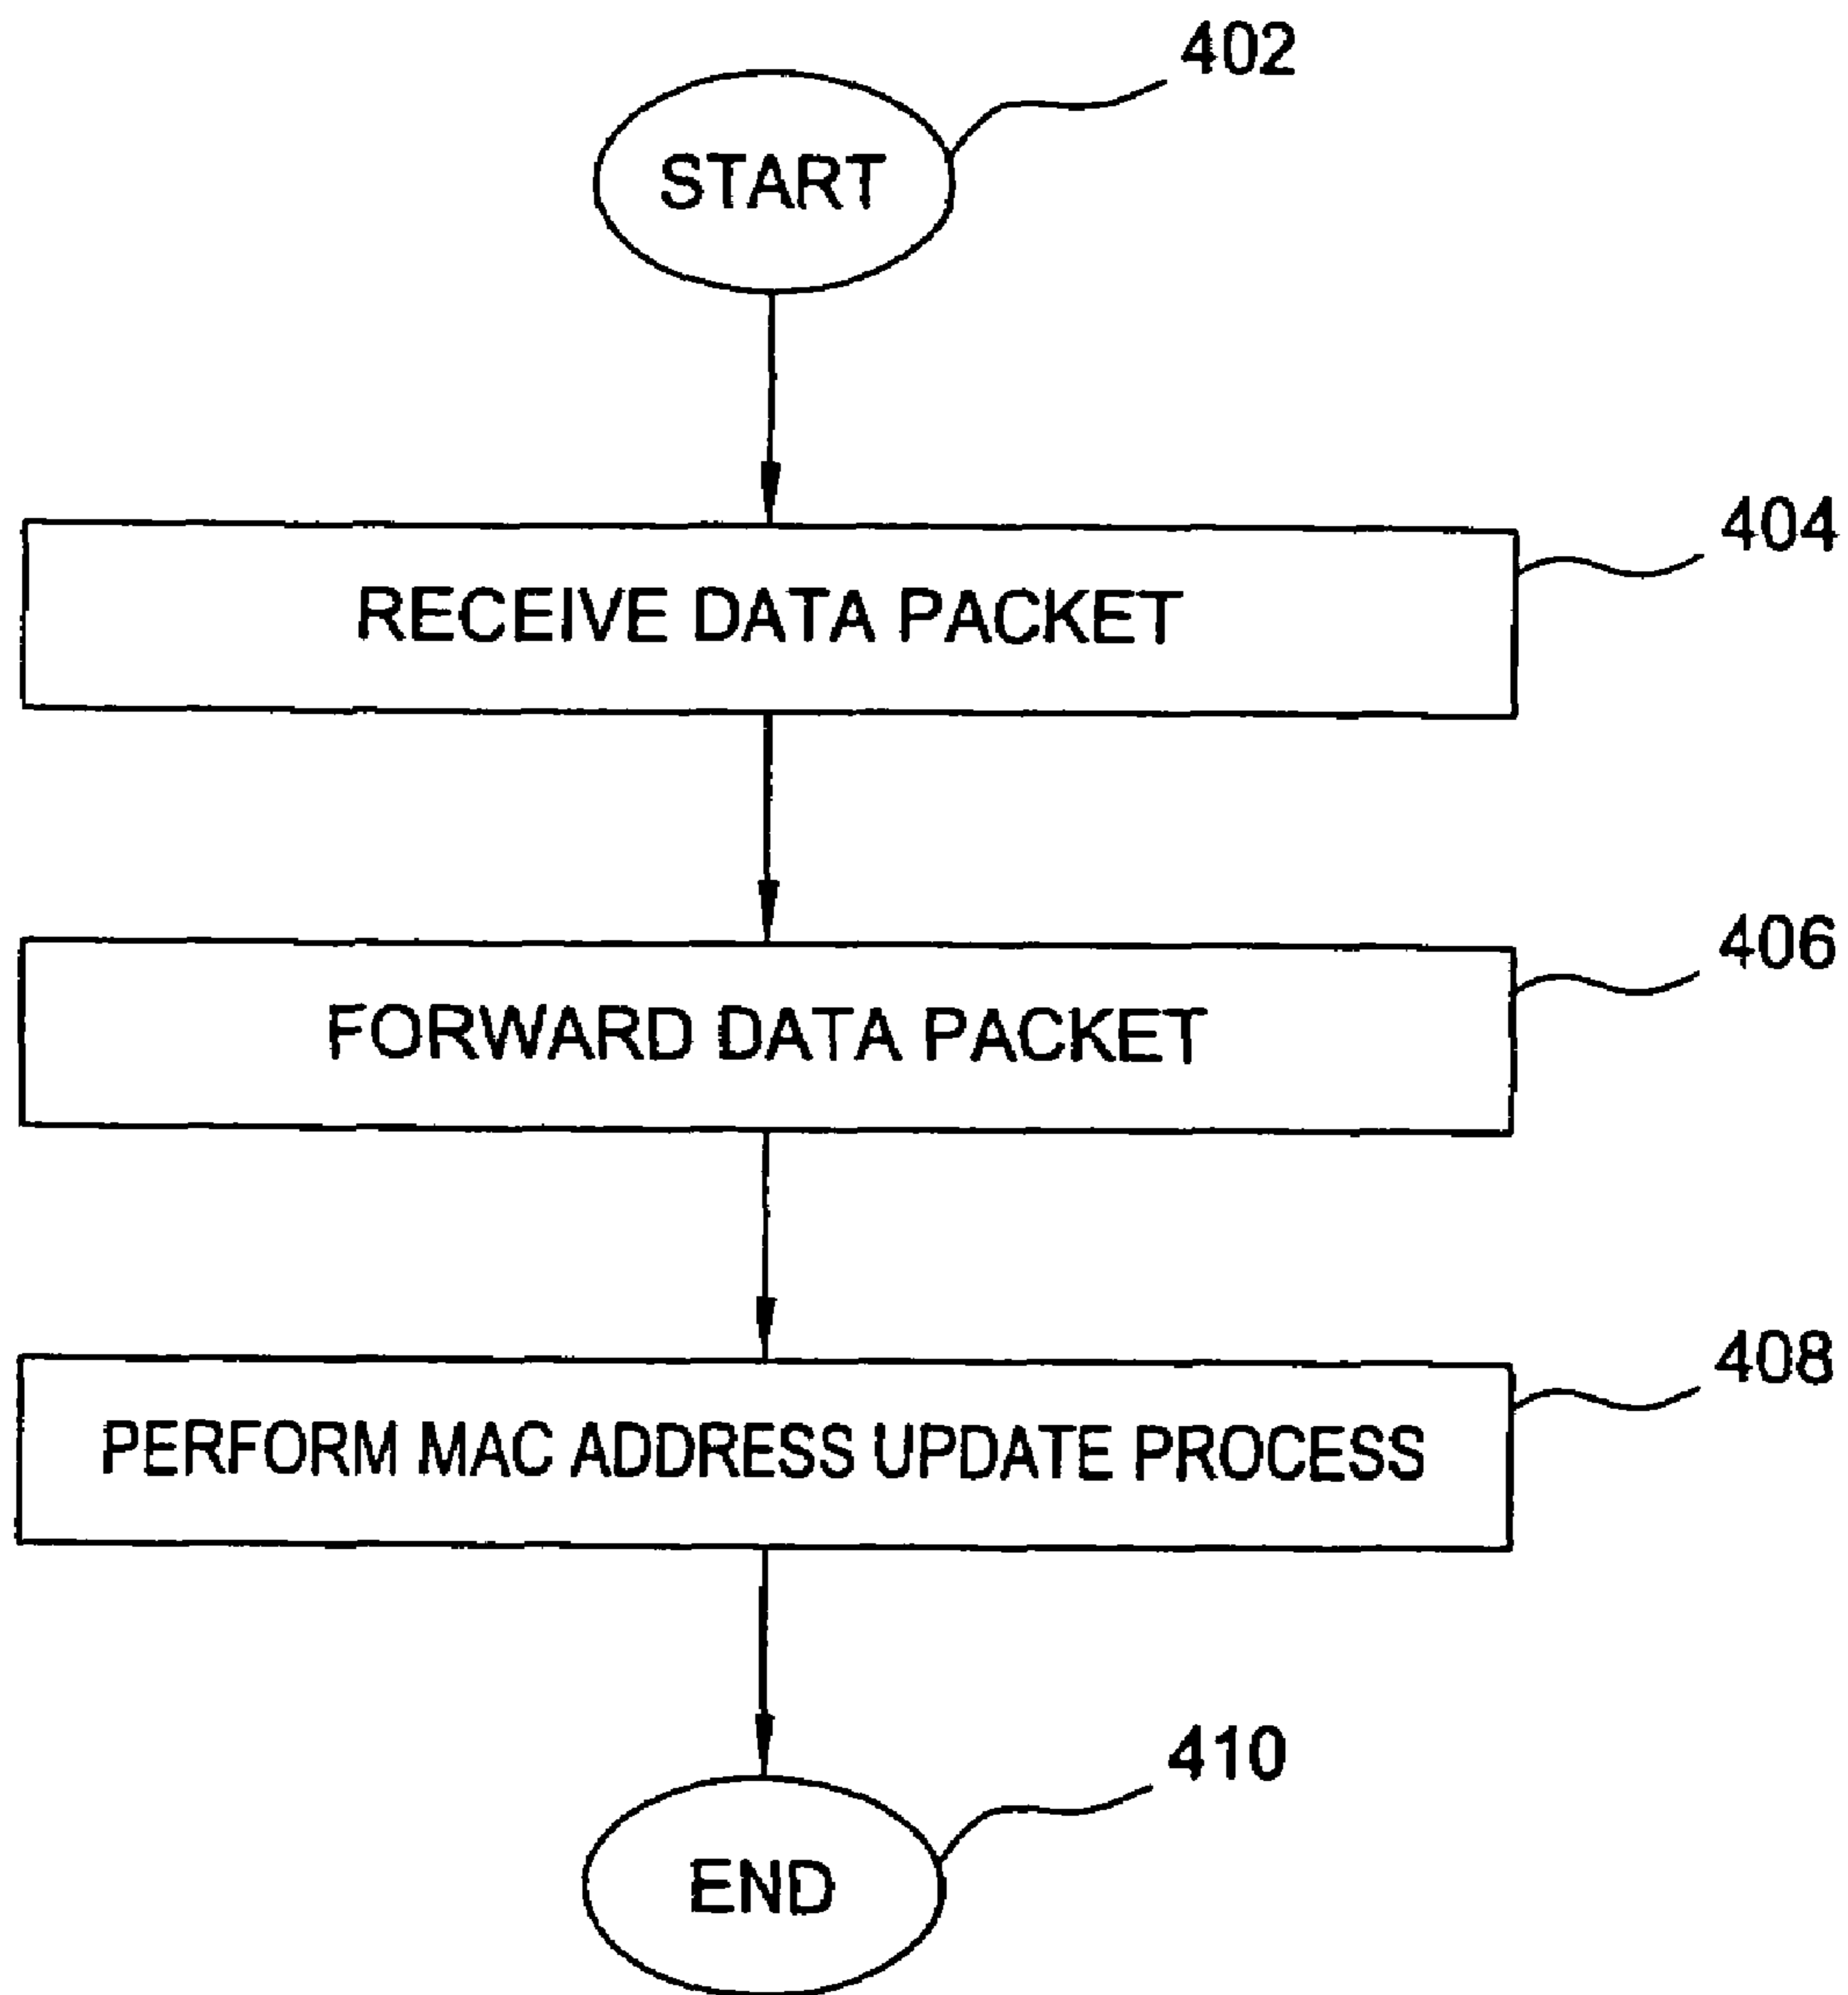 402
START
404
RECEIVE DATA PACKET
406
FORWARD DATA PACKET
408
PERFORM MAC ADDRESS UPDATE PROCESS
410
END